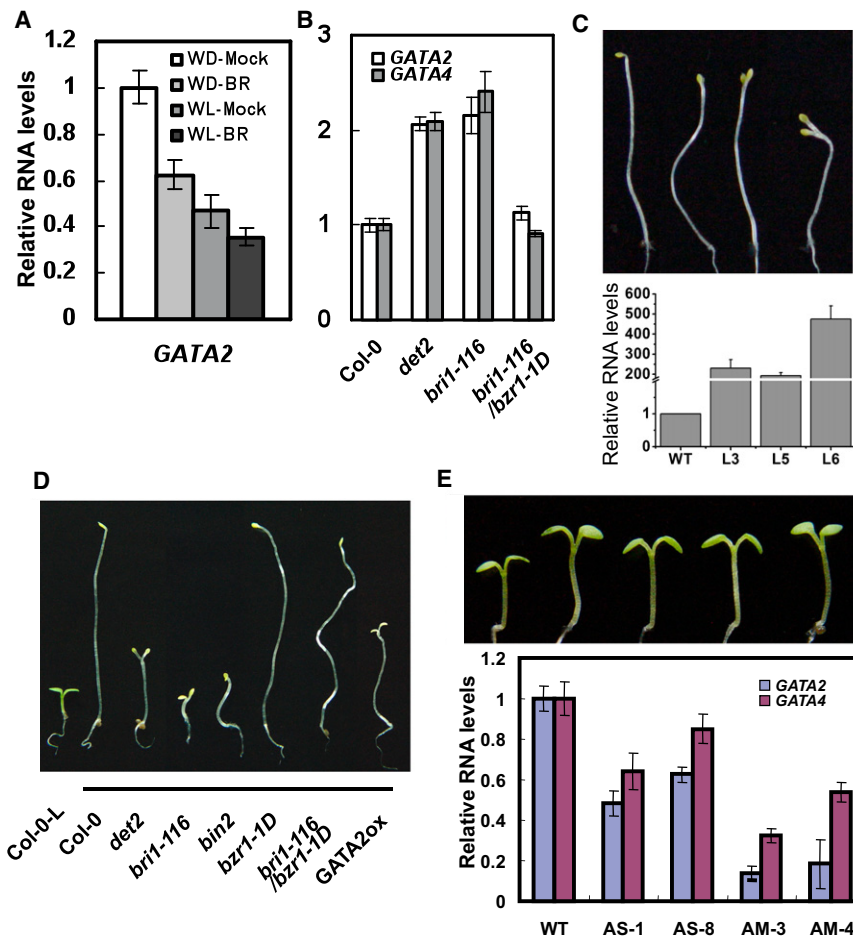 A
1.2
1
0.8
0.6
0.4
0.2
0
Relative RNA levels
WD-Mock
WD-BR
WL-Mock
WL-BR
GATA2
B
3
2
1
0
GATA2
GATA4
Col-0
det2
bri1-116
bri1-116
/bzr1-1D
C
600
500
400
300
200
1
0
Relative RNA levels
WT
L3
L5
L6
D
Col-0-L
Col-0
det2
bri1-116
bin2
bzr1-1D
bri1-116
/bzr1-1D
GATA2ox
E
1.2
1
0.8
0.6
0.4
0.2
0
Relative RNA levels
GATA2
GATA4
WT
AS-1
AS-8
AM-3
AM-4